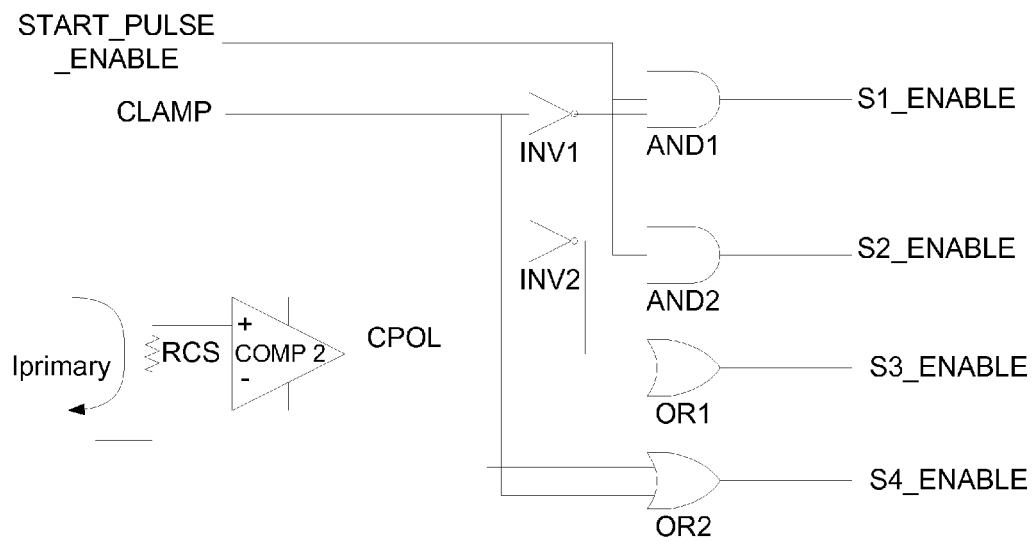 START_PULSE
_ENABLE
CLAMP
INV1
AND1
S1_ENABLE
INV2
AND2
S2_ENABLE
Iprimary
RCS
+
COMP 2
-
CPOL
OR1
S3_ENABLE
OR2
S4_ENABLE